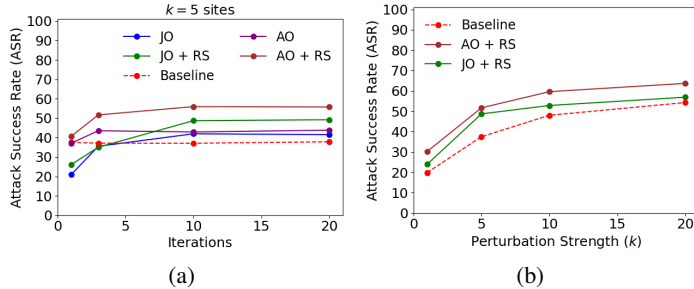 k = 5 sites
Attack Success Rate (ASR)
100
90
80
70
60
50
40
30
20
10
0
JO
JO + RS
Baseline
AO
AO + RS
0
5
10
15
20
Iterations
(a)
Attack Success Rate (ASR)
100
90
80
70
60
50
40
30
20
10
0
Baseline
AO + RS
JO + RS
5
10
15
20
Perturbation Strength (k)
(b)